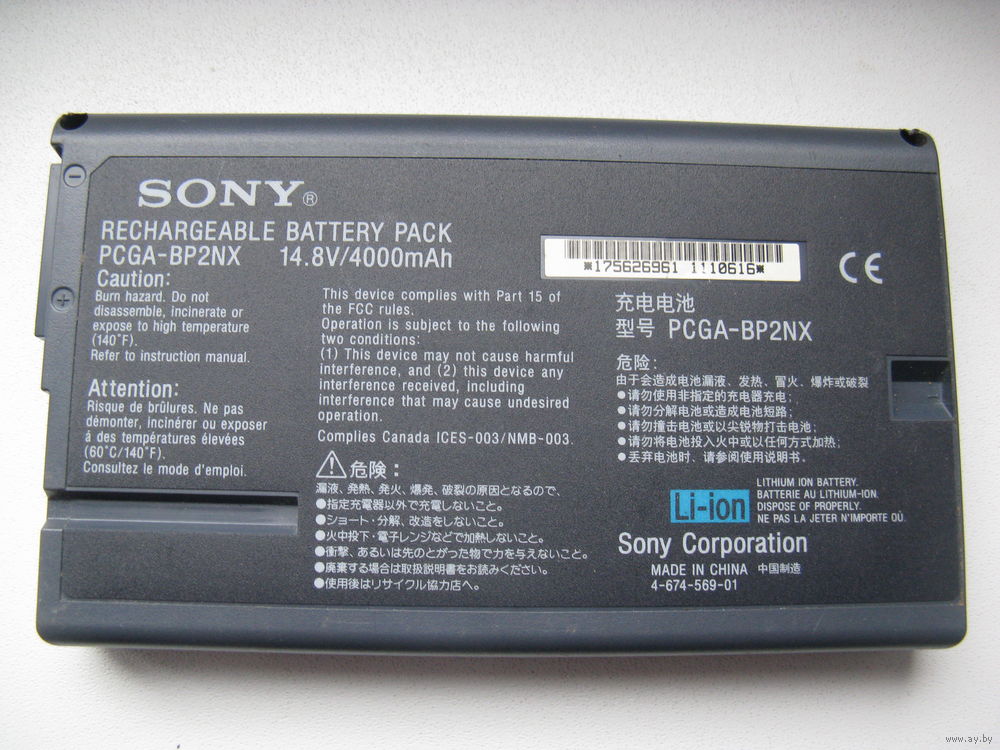 SONY®
RECHARGEABLE BATTERY PACK
PCGA-BP2NX 14.8V/4000mAh
Caution:
Burn hazard. Do not
disassemble, incinerate or
expose to high temperature
(140°F).
Refer to instruction manual.
Attention:
Risque de brûlures. Ne pas
démonter, incinérer ou exposer
á des températures élevées
(60°C/140°F).
Consultez le mode d'emploi.
This device complies with Part 15 of
the FCC rules.
Operation is subject to the following
two conditions:
(1) This device may not cause harmful
interference, and (2) this device any
interference received, including
interference that may cause undesired
operation.
Complies Canada ICES-003/NMB-003.
危険：
漏液、発熱、発火、爆発、破裂の原因となるので、
●指定充電器以外で充電しないこと。
●ショート・分解、改造をしないこと。
●火中投下・電子レンジなどで加熱しないこと。
●衝撃、あるいは先のとがった物で力を与えないこと。
●廃棄する場合は取扱説明書をお読みください。
●使用後はリサイクル協力店へ。
*175626961 1110616*
CE
充电电池
型号 PCGA-BP2NX
危险:
由于会造成电池漏液、发热、冒火、爆炸或破裂
●请勿使用非指定的充电器充电;
●请勿分解电池或造成电池短路;
●请勿撞击电池或以尖锐物打击电池;
●请勿将电池投入火中或以任何方式加热;
●丢弃电池时、请参阅使用说明书.
Li-ion
LITHIUM ION BATTERY.
BATTERIE AU LITHIUM-ION.
DISPOSE OF PROPERLY.
NE PAS LA JETER N'IMPORTE OÙ.
Sony Corporation
MADE IN CHINA 中国制造
4-674-569-01
www.ay.by